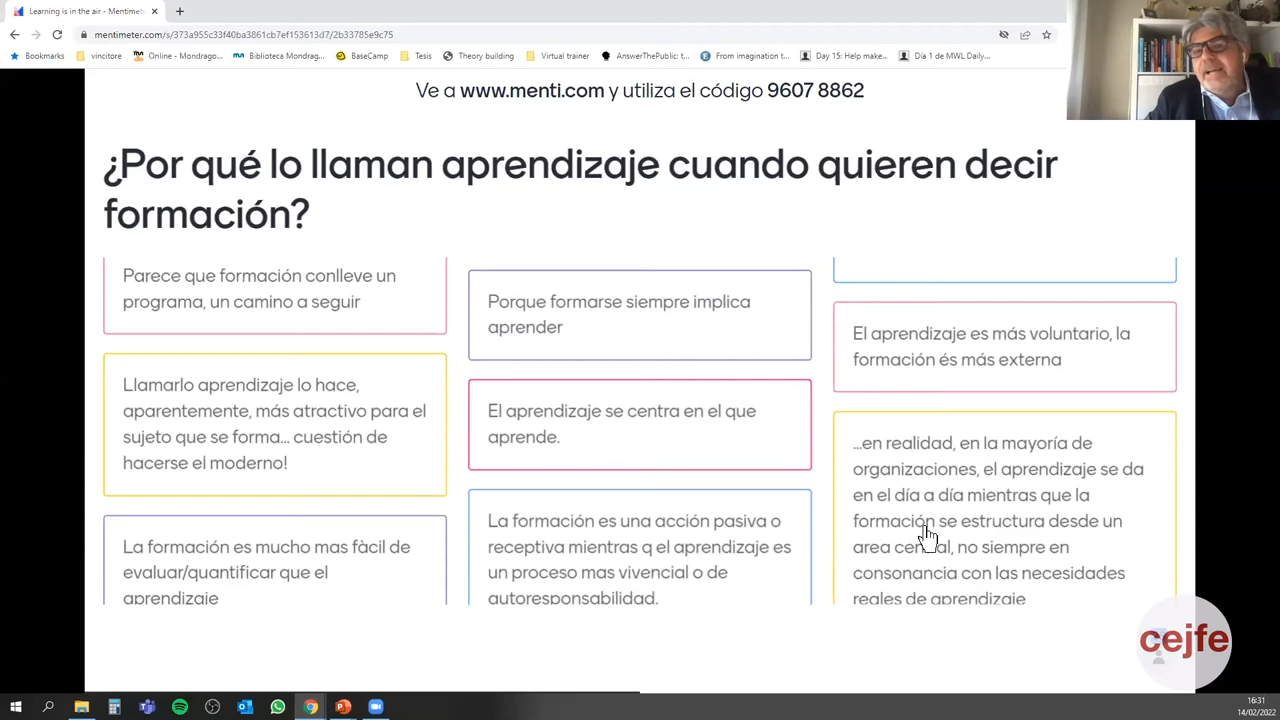 Learning is in the air - Mentimete
mentimeter.com/s/373a955c33f40ba3861cb7ef153613d7/2b33785e9c75
Bookmarks
vincitore
Online - Mondrago...
Biblioteca Mondrag...
BaseCamp
Tesis
Theory building
Virtual trainer
AnswerThePublic: t...
From imagination t...
Day 15: Help make...
Día 1 de MWL Daily...
Ve a www.menti.com y utiliza el código 9607 8862
¿Por qué lo llaman aprendizaje cuando quieren decir
formación?
Parece que formación conlleve un
programa, un camino a seguir
Llamarlo aprendizaje lo hace,
aparentemente, más atractivo para el
sujeto que se forma... cuestión de
hacerse el moderno!
La formación es mucho mas fàcil de
evaluar/quantificar que el
aprendizaje
Porque formarse siempre implica
aprender
El aprendizaje se centra en el que
aprende.
La formación es una acción pasiva o
receptiva mientras q el aprendizaje es
un proceso mas vivencial o de
autoresponsabilidad.
El aprendizaje es más voluntario, la
formación és más externa
...en realidad, en la mayoría de
organizaciones, el aprendizaje se da
en el día a día mientras que la
formación se estructura desde un
area central, no siempre en
consonancia con las necesidades
reales de aprendizaje
cejfe
16:31
14/02/2022